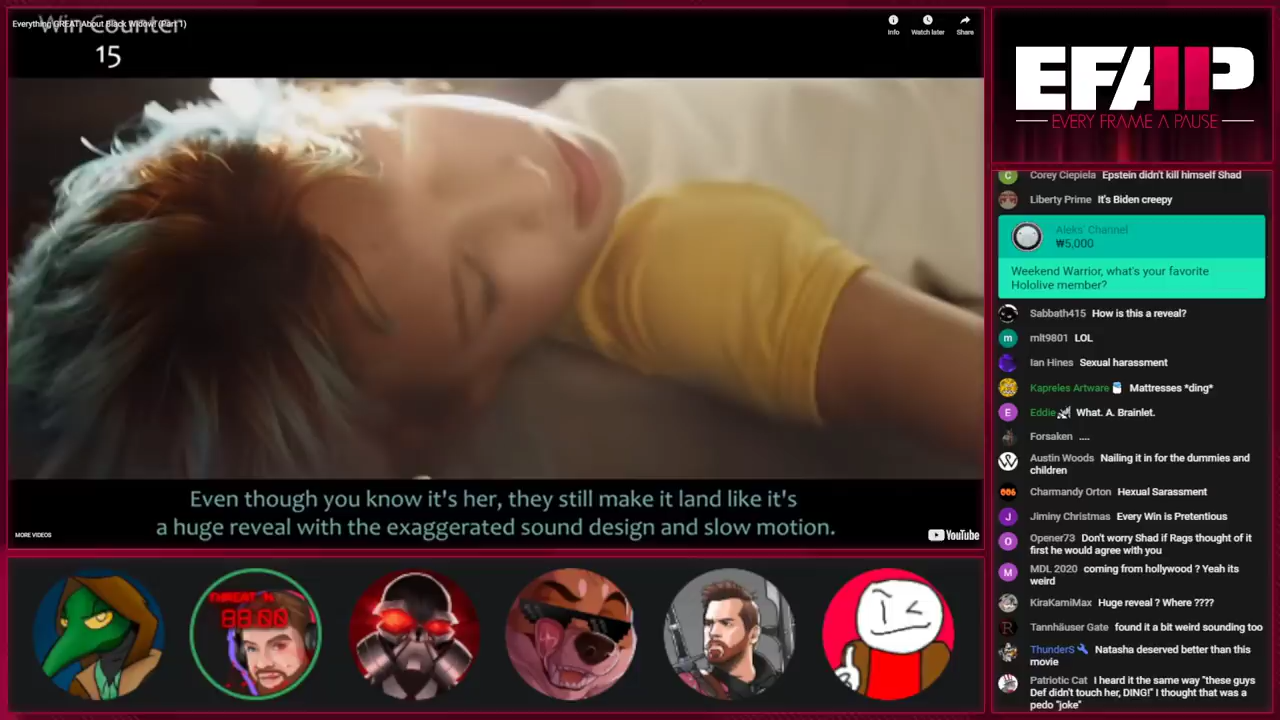 Everything GREAT About Black Widow! (Part 1)
Win Counter
15
Info
Watch later
Share
Even though you know it's her, they still make it land like it's
a huge reveal with the exaggerated sound design and slow motion.
MORE VIDEOS
YouTube
88:00
EFAP
EVERY FRAME A PAUSE
Corey Ciepiela Epstein didn't kill himself Shad
Liberty Prime It's Biden creepy
Aleks' Channel
₩5,000
Weekend Warrior, what's your favorite
Hololive member?
Sabbath415 How is this a reveal?
mlt9801 LOL
Ian Hines Sexual harassment
Kapreles Artware Mattresses *ding*
Eddie What. A. Brainlet.
Forsaken ....
Austin Woods Nailing it in for the dummies and
children
Charmandy Orton Hexual Sarassment
Jiminy Christmas Every Win is Pretentious
Opener73 Don't worry Shad if Rags thought of it
first he would agree with you
MDL 2020 coming from hollywood ? Yeah its
weird
KiraKamiMax Huge reveal ? Where ????
Tannhäuser Gate found it a bit weird sounding too
ThunderS Natasha deserved better than this
movie
Patriotic Cat I heard it the same way "these guys
Def didn't touch her, DING!" I thought that was a
pedo "joke"